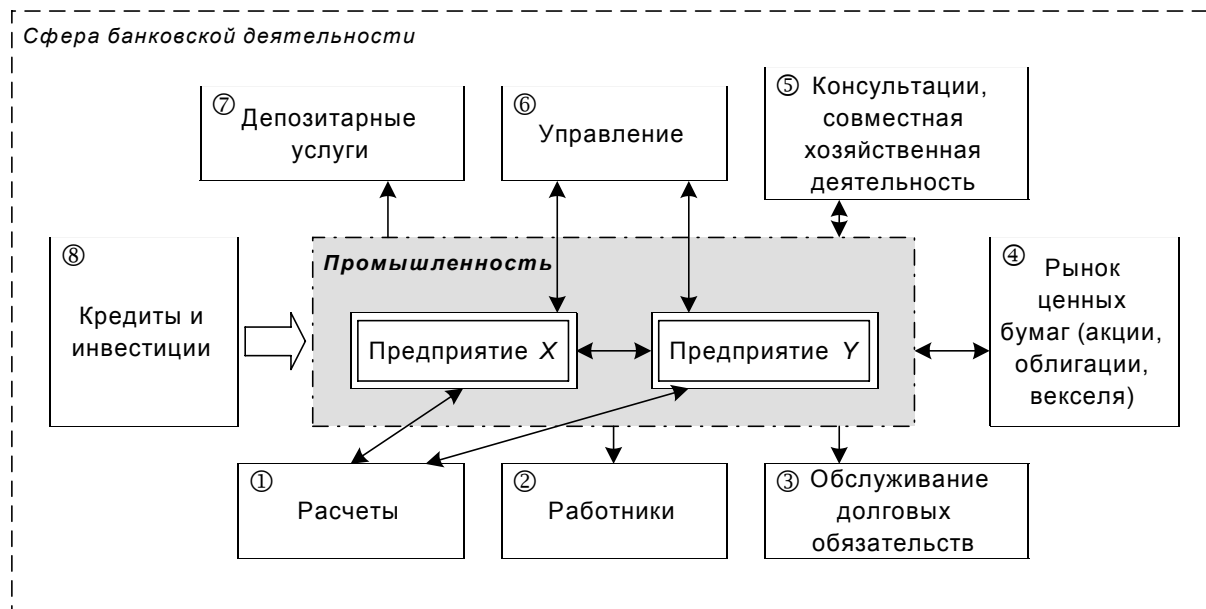 Сфера банковской деятельности
⑦ Депозитарные
услуги
⑥ Управление
⑤ Консультации,
совместная
хозяйственная
деятельность
⑧
Кредиты и
инвестиции
Промышленность
Предприятие X
Предприятие Y
④ Рынок
ценных
бумаг (акции,
облигации,
векселя)
①
Расчеты
②
Работники
③ Обслуживание
долговых
обязательств